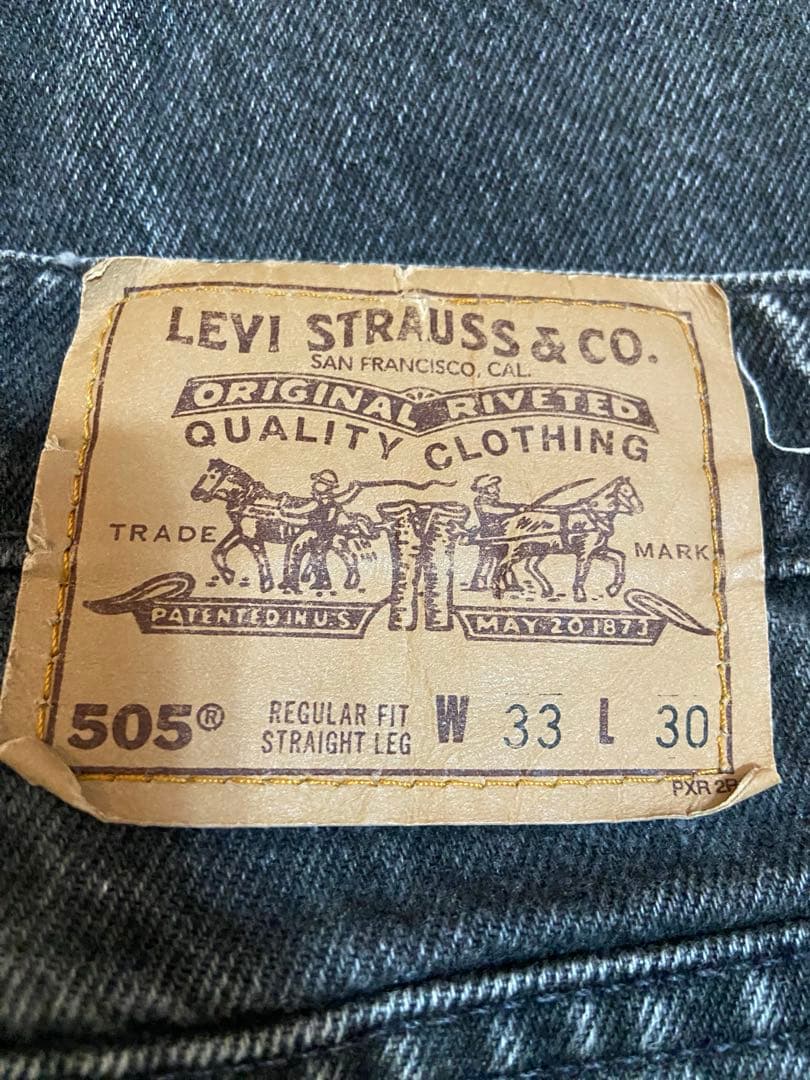 LEVI STRAUSS & CO.
SAN FRANCISCO, CAL.
ORIGINAL RIVETED
QUALITY CLOTHING
TRADE MARK
PATENTED IN U.S. MAY 20 1873
505® REGULAR FIT STRAIGHT LEG W 33 L 30
PXR